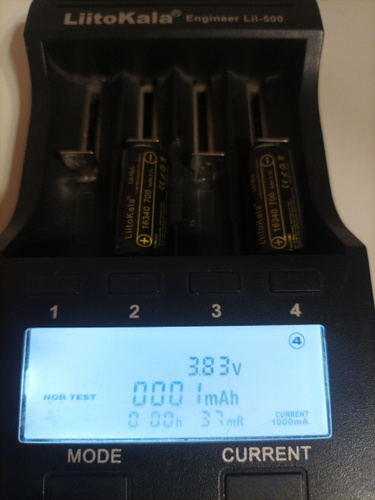 LiitoKala® Engineer Lii-500
LiitoKala
16340 700
LiitoKala
16340 700
1 2 3 4
4
3.83v
NOR TEST 0001mAh
0:00h 37mR
CURRENT
1000mA
MODE CURRENT